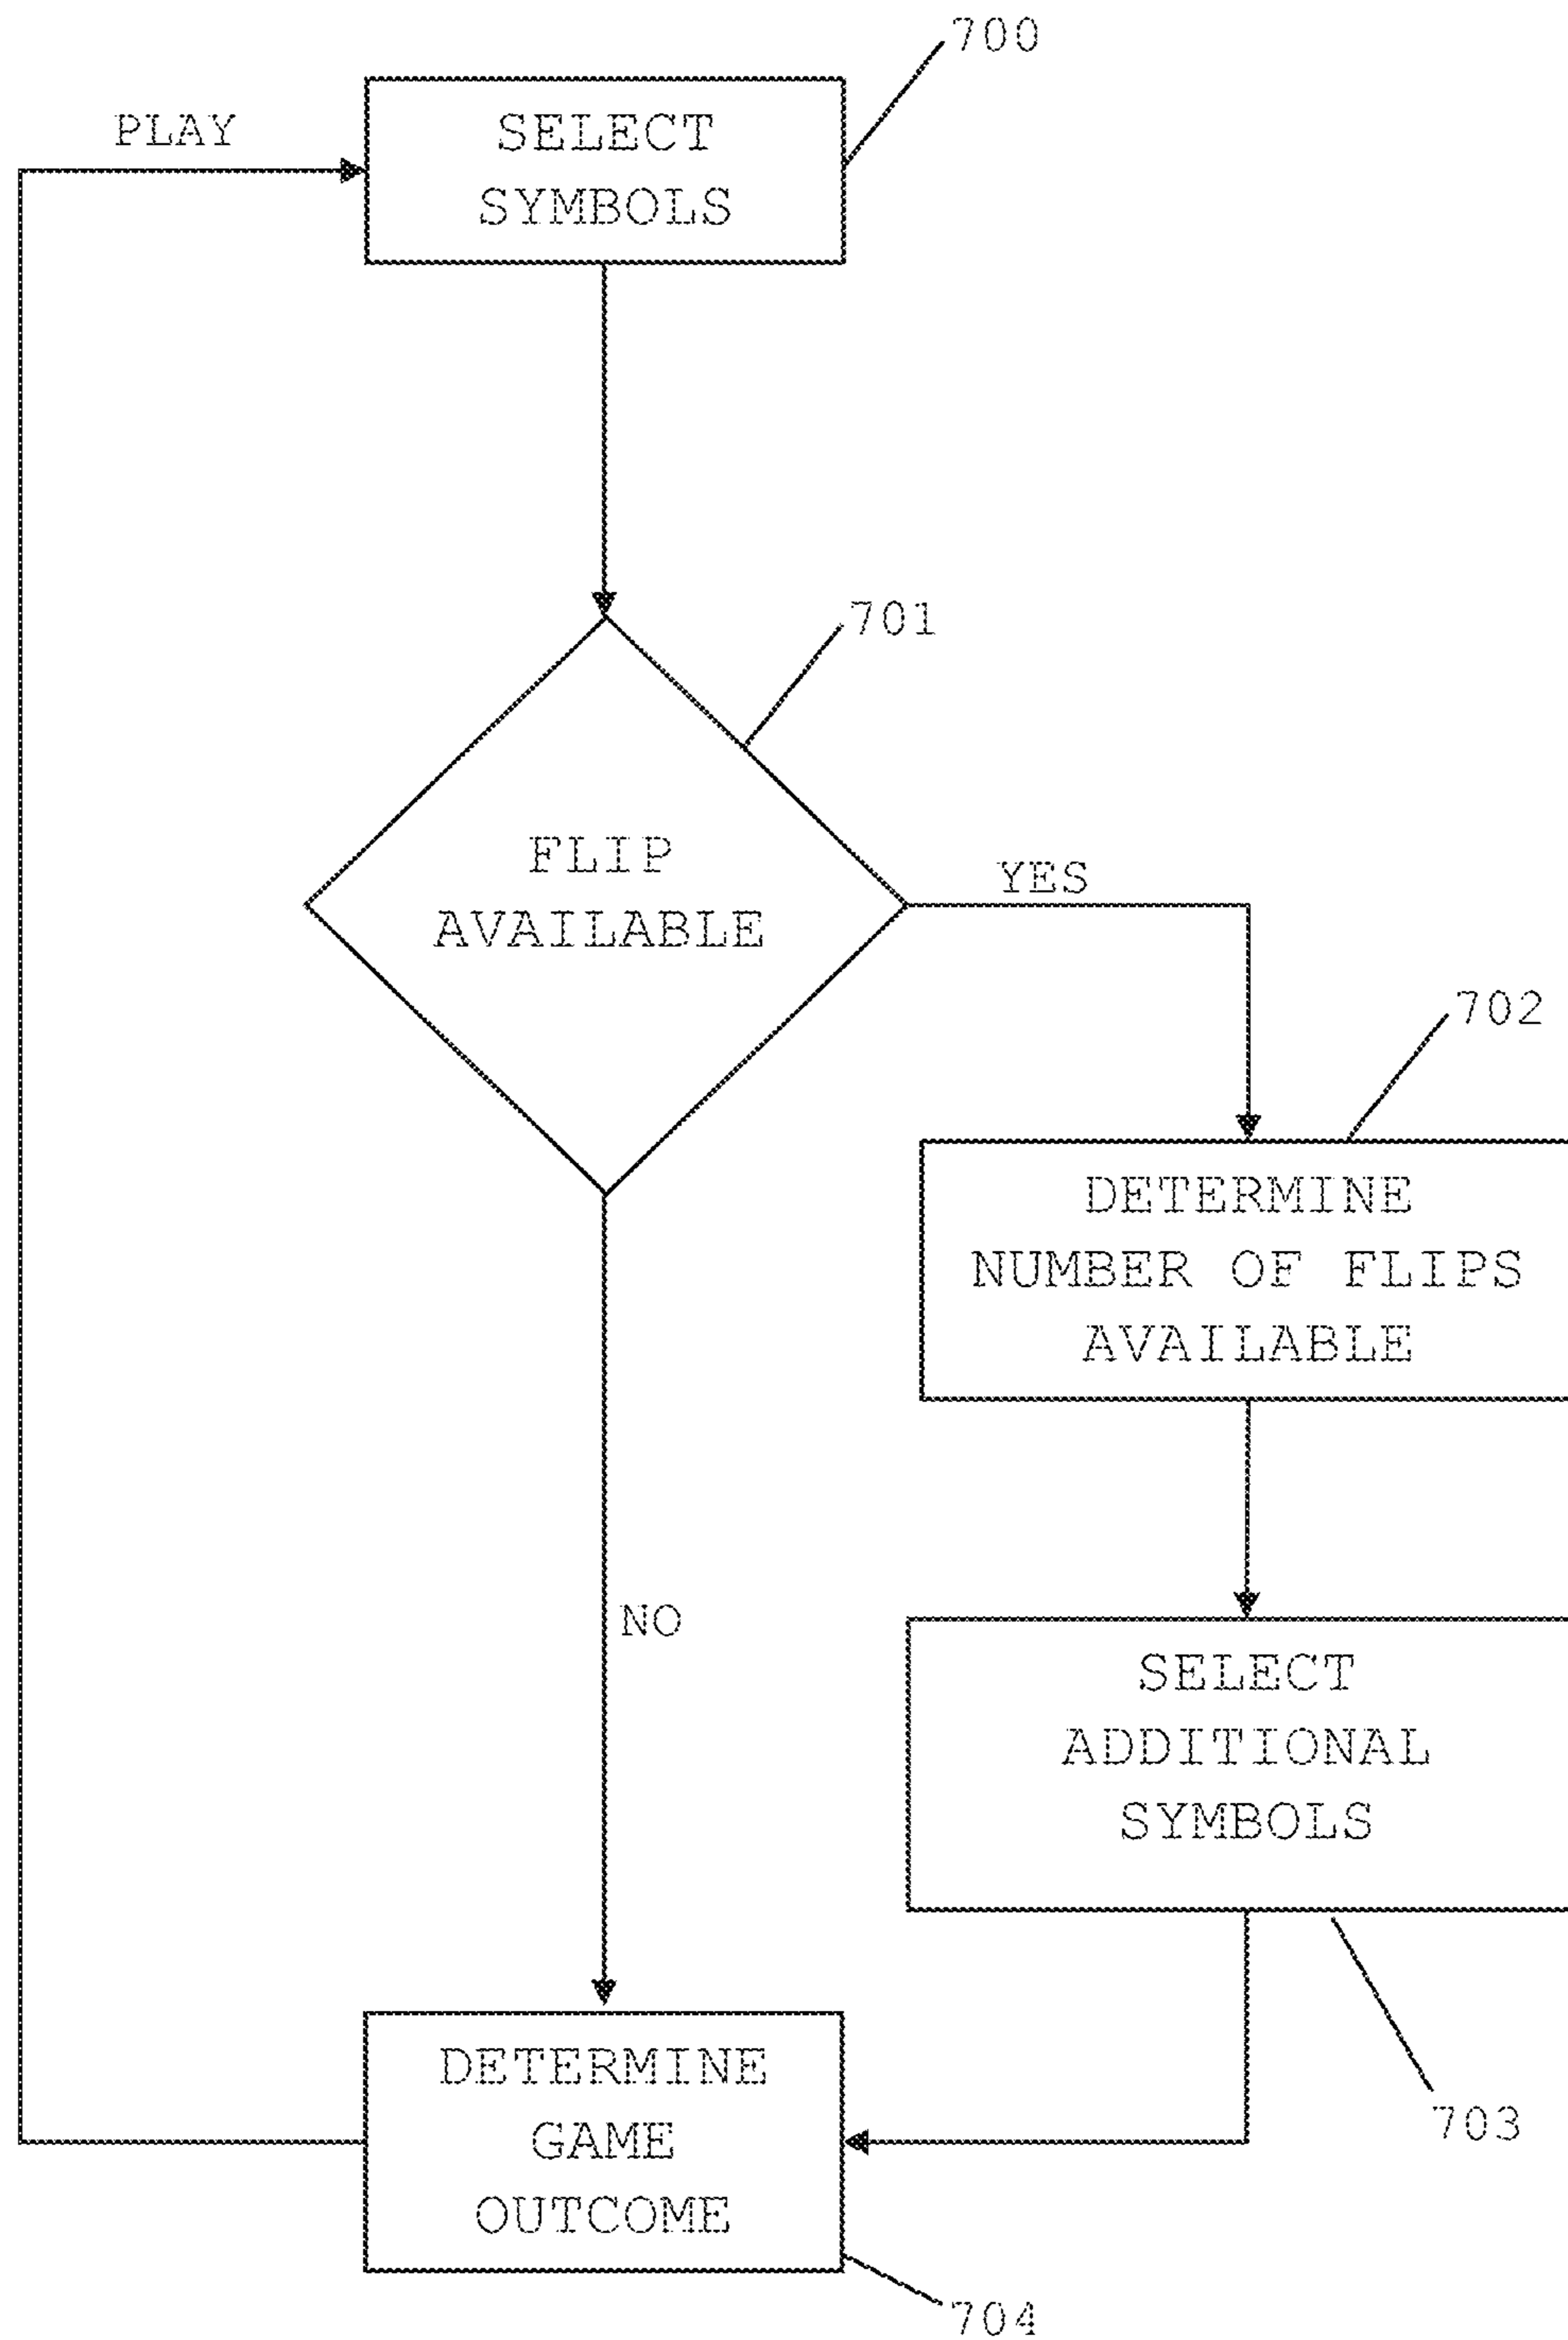 700
PLAY
SELECT
SYMBOLS
701
FLIP
AVAILABLE
YES
702
DETERMINE
NUMBER OF FLIPS
AVAILABLE
NO
SELECT
ADDITIONAL
SYMBOLS
703
DETERMINE
GAME
OUTCOME
704